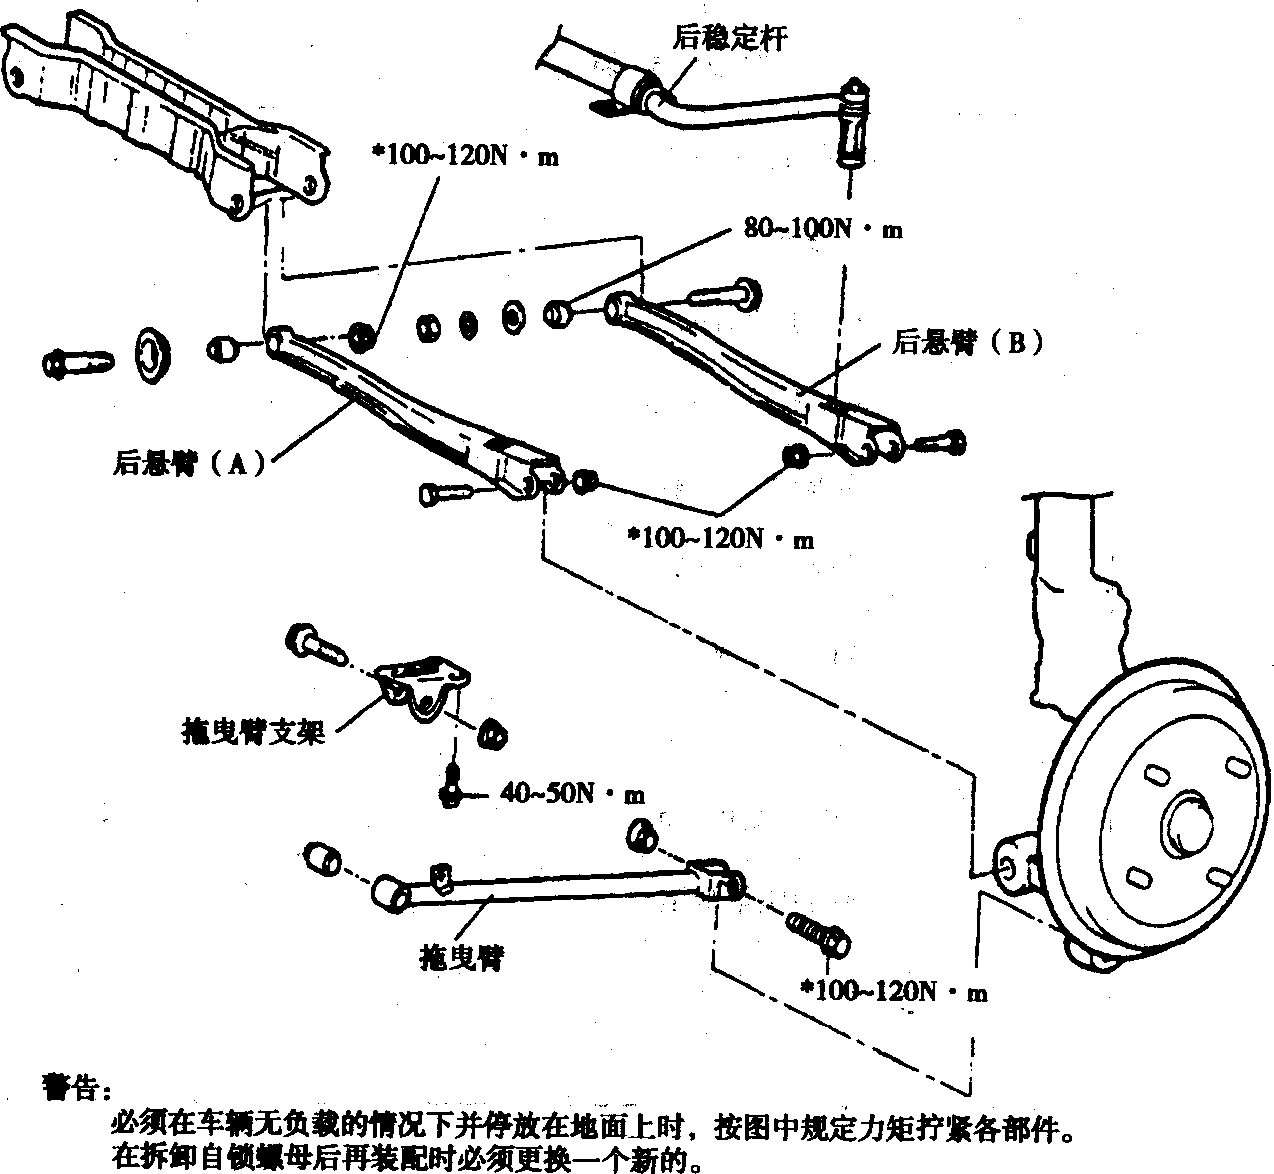 后稳定杆
*100~120N·m
80~100N·m
后悬臂(B)
后悬臂(A)
*100~120N·m
拖曳臂支架
40~50N·m
拖曳臂
*100~120N·m
警告：
必须在车辆无负载的情况下并停放在地面上时，按图中规定力矩拧紧各部件。
在拆卸自锁螺母后再装配时必须更换一个新的。